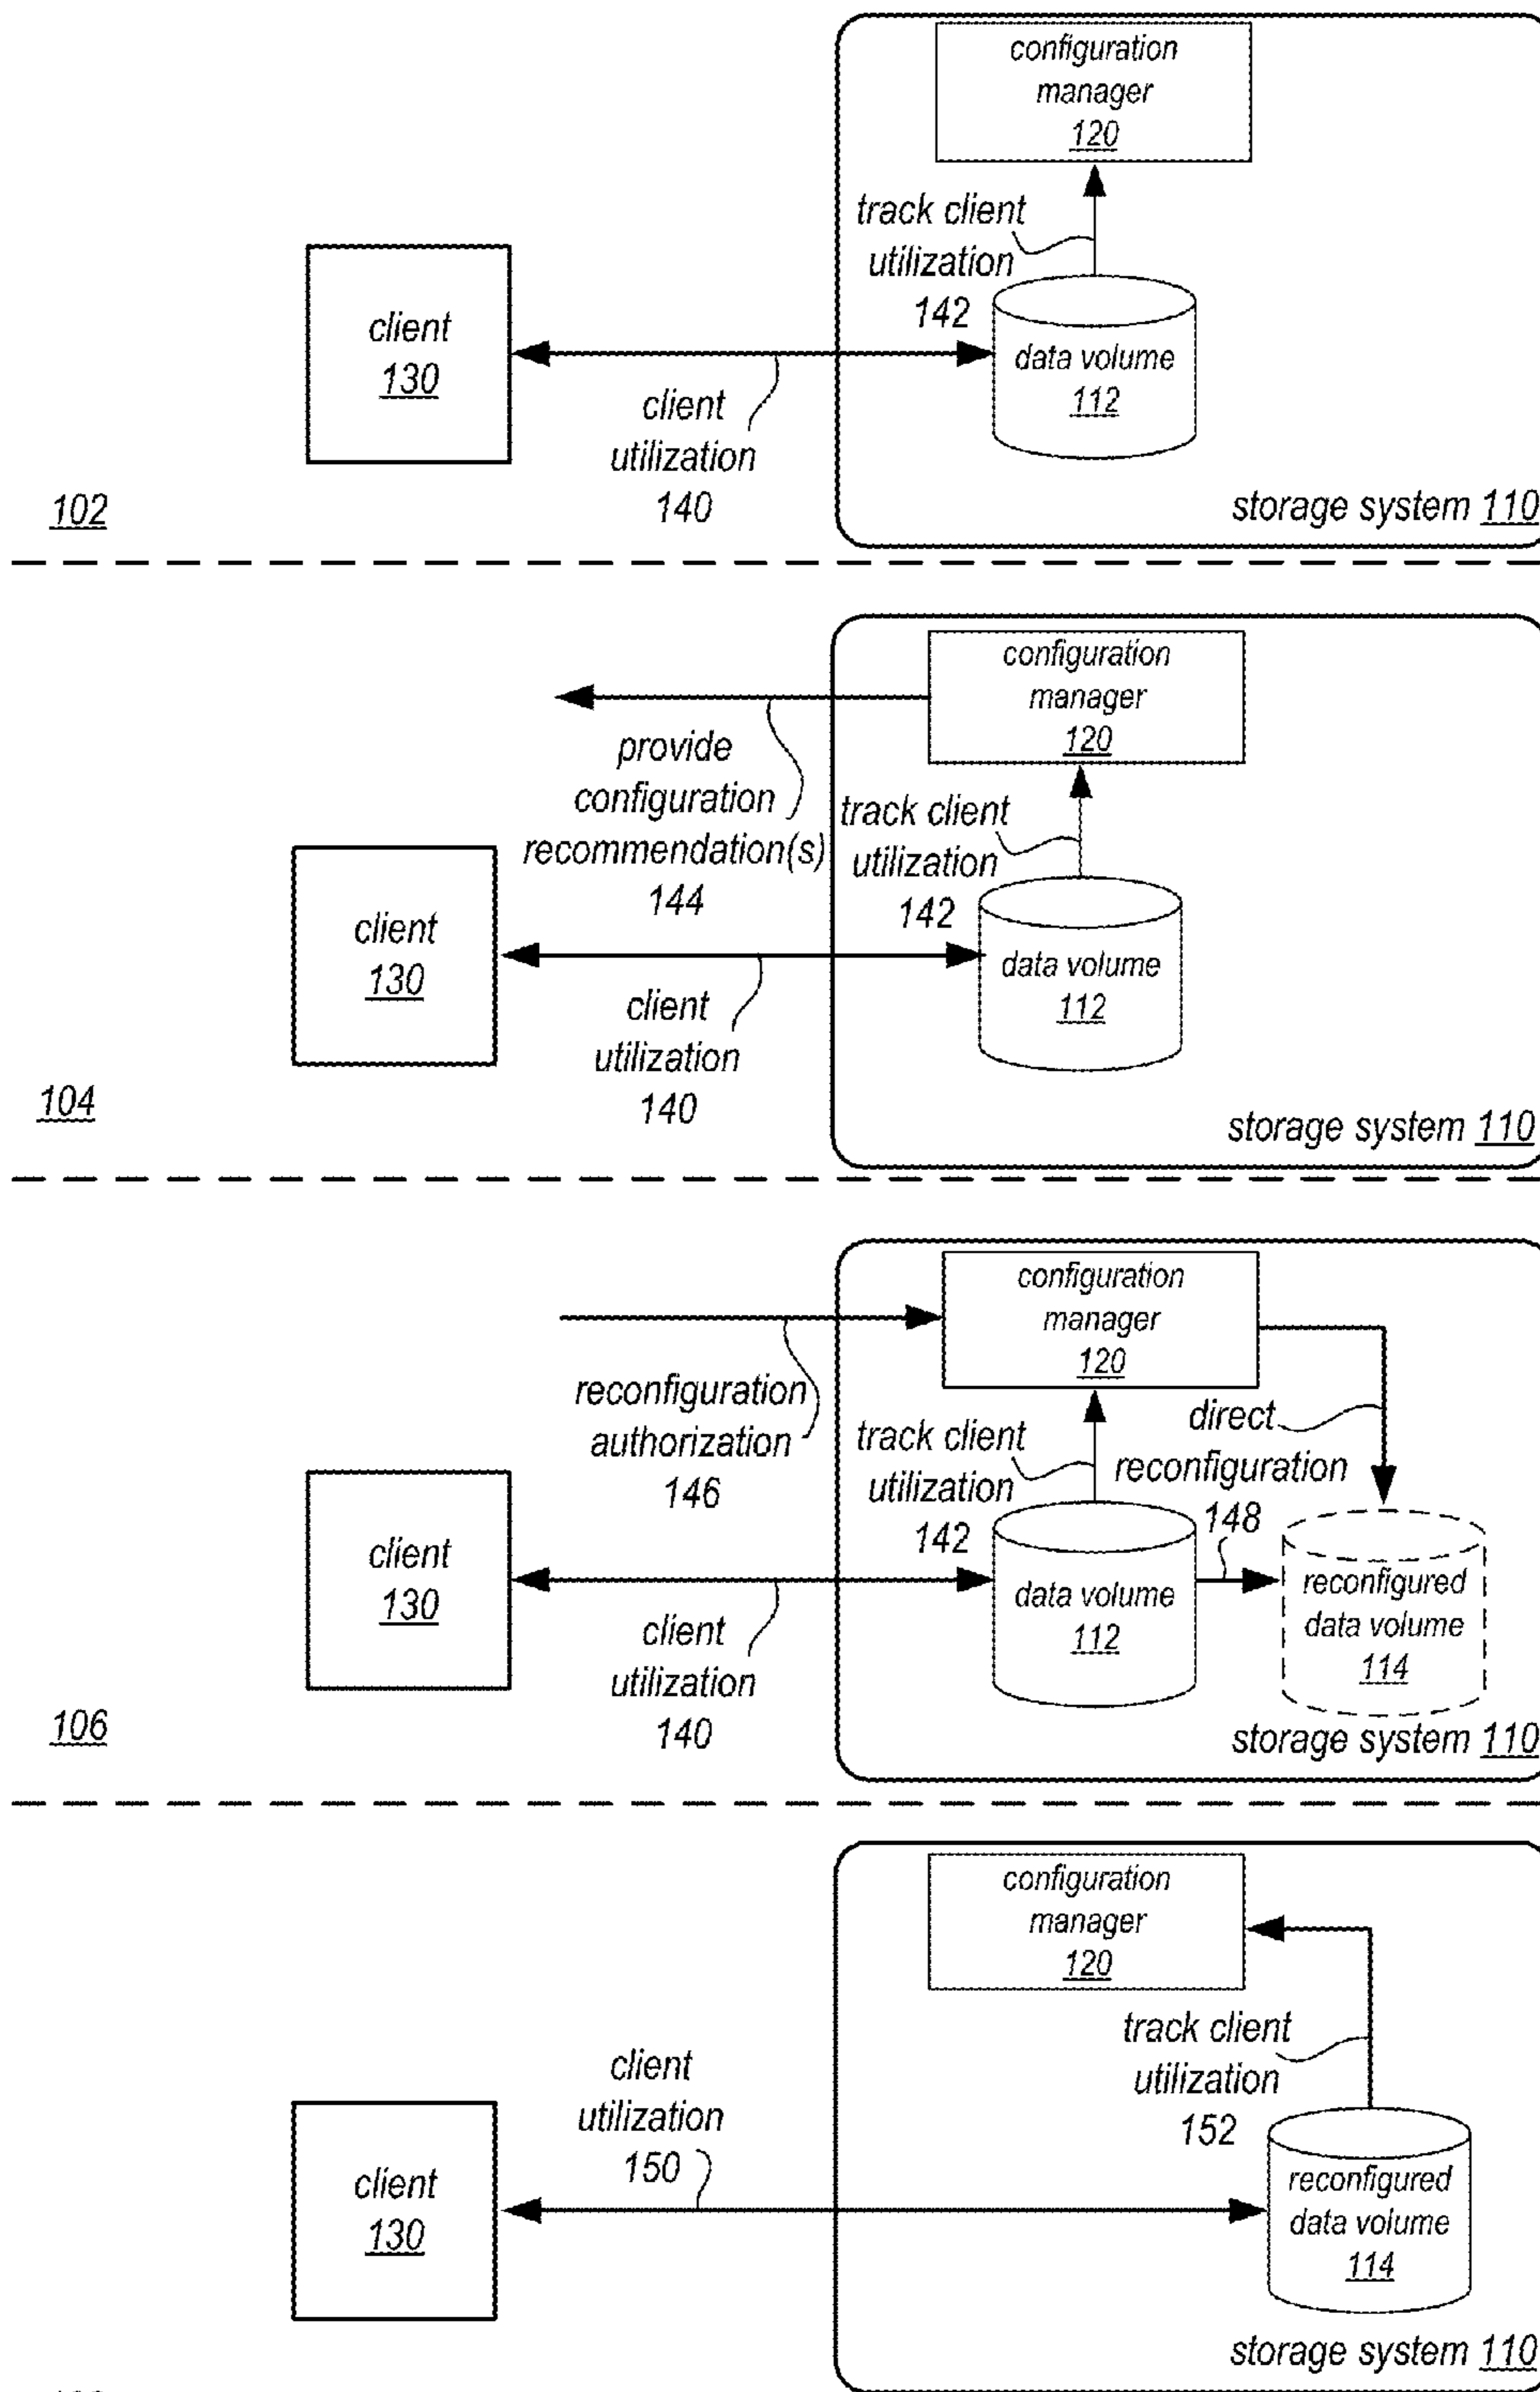 configuration
manager
120
track client
utilization
142
client
130
data volume
112
client
utilization
140
102
storage system 110
configuration
manager
120
provide
configuration
recommendation(s)
144
track client
utilization
142
client
130
data volume
112
client
utilization
140
104
storage system 110
configuration
manager
120
reconfiguration
authorization
146
track client
utilization
142
direct
reconfiguration
148
client
130
data volume
112
reconfigured
data volume
114
client
utilization
140
106
storage system 110
configuration
manager
120
track client
utilization
152
client
utilization
150
client
130
reconfigured
data volume
114
storage system 110